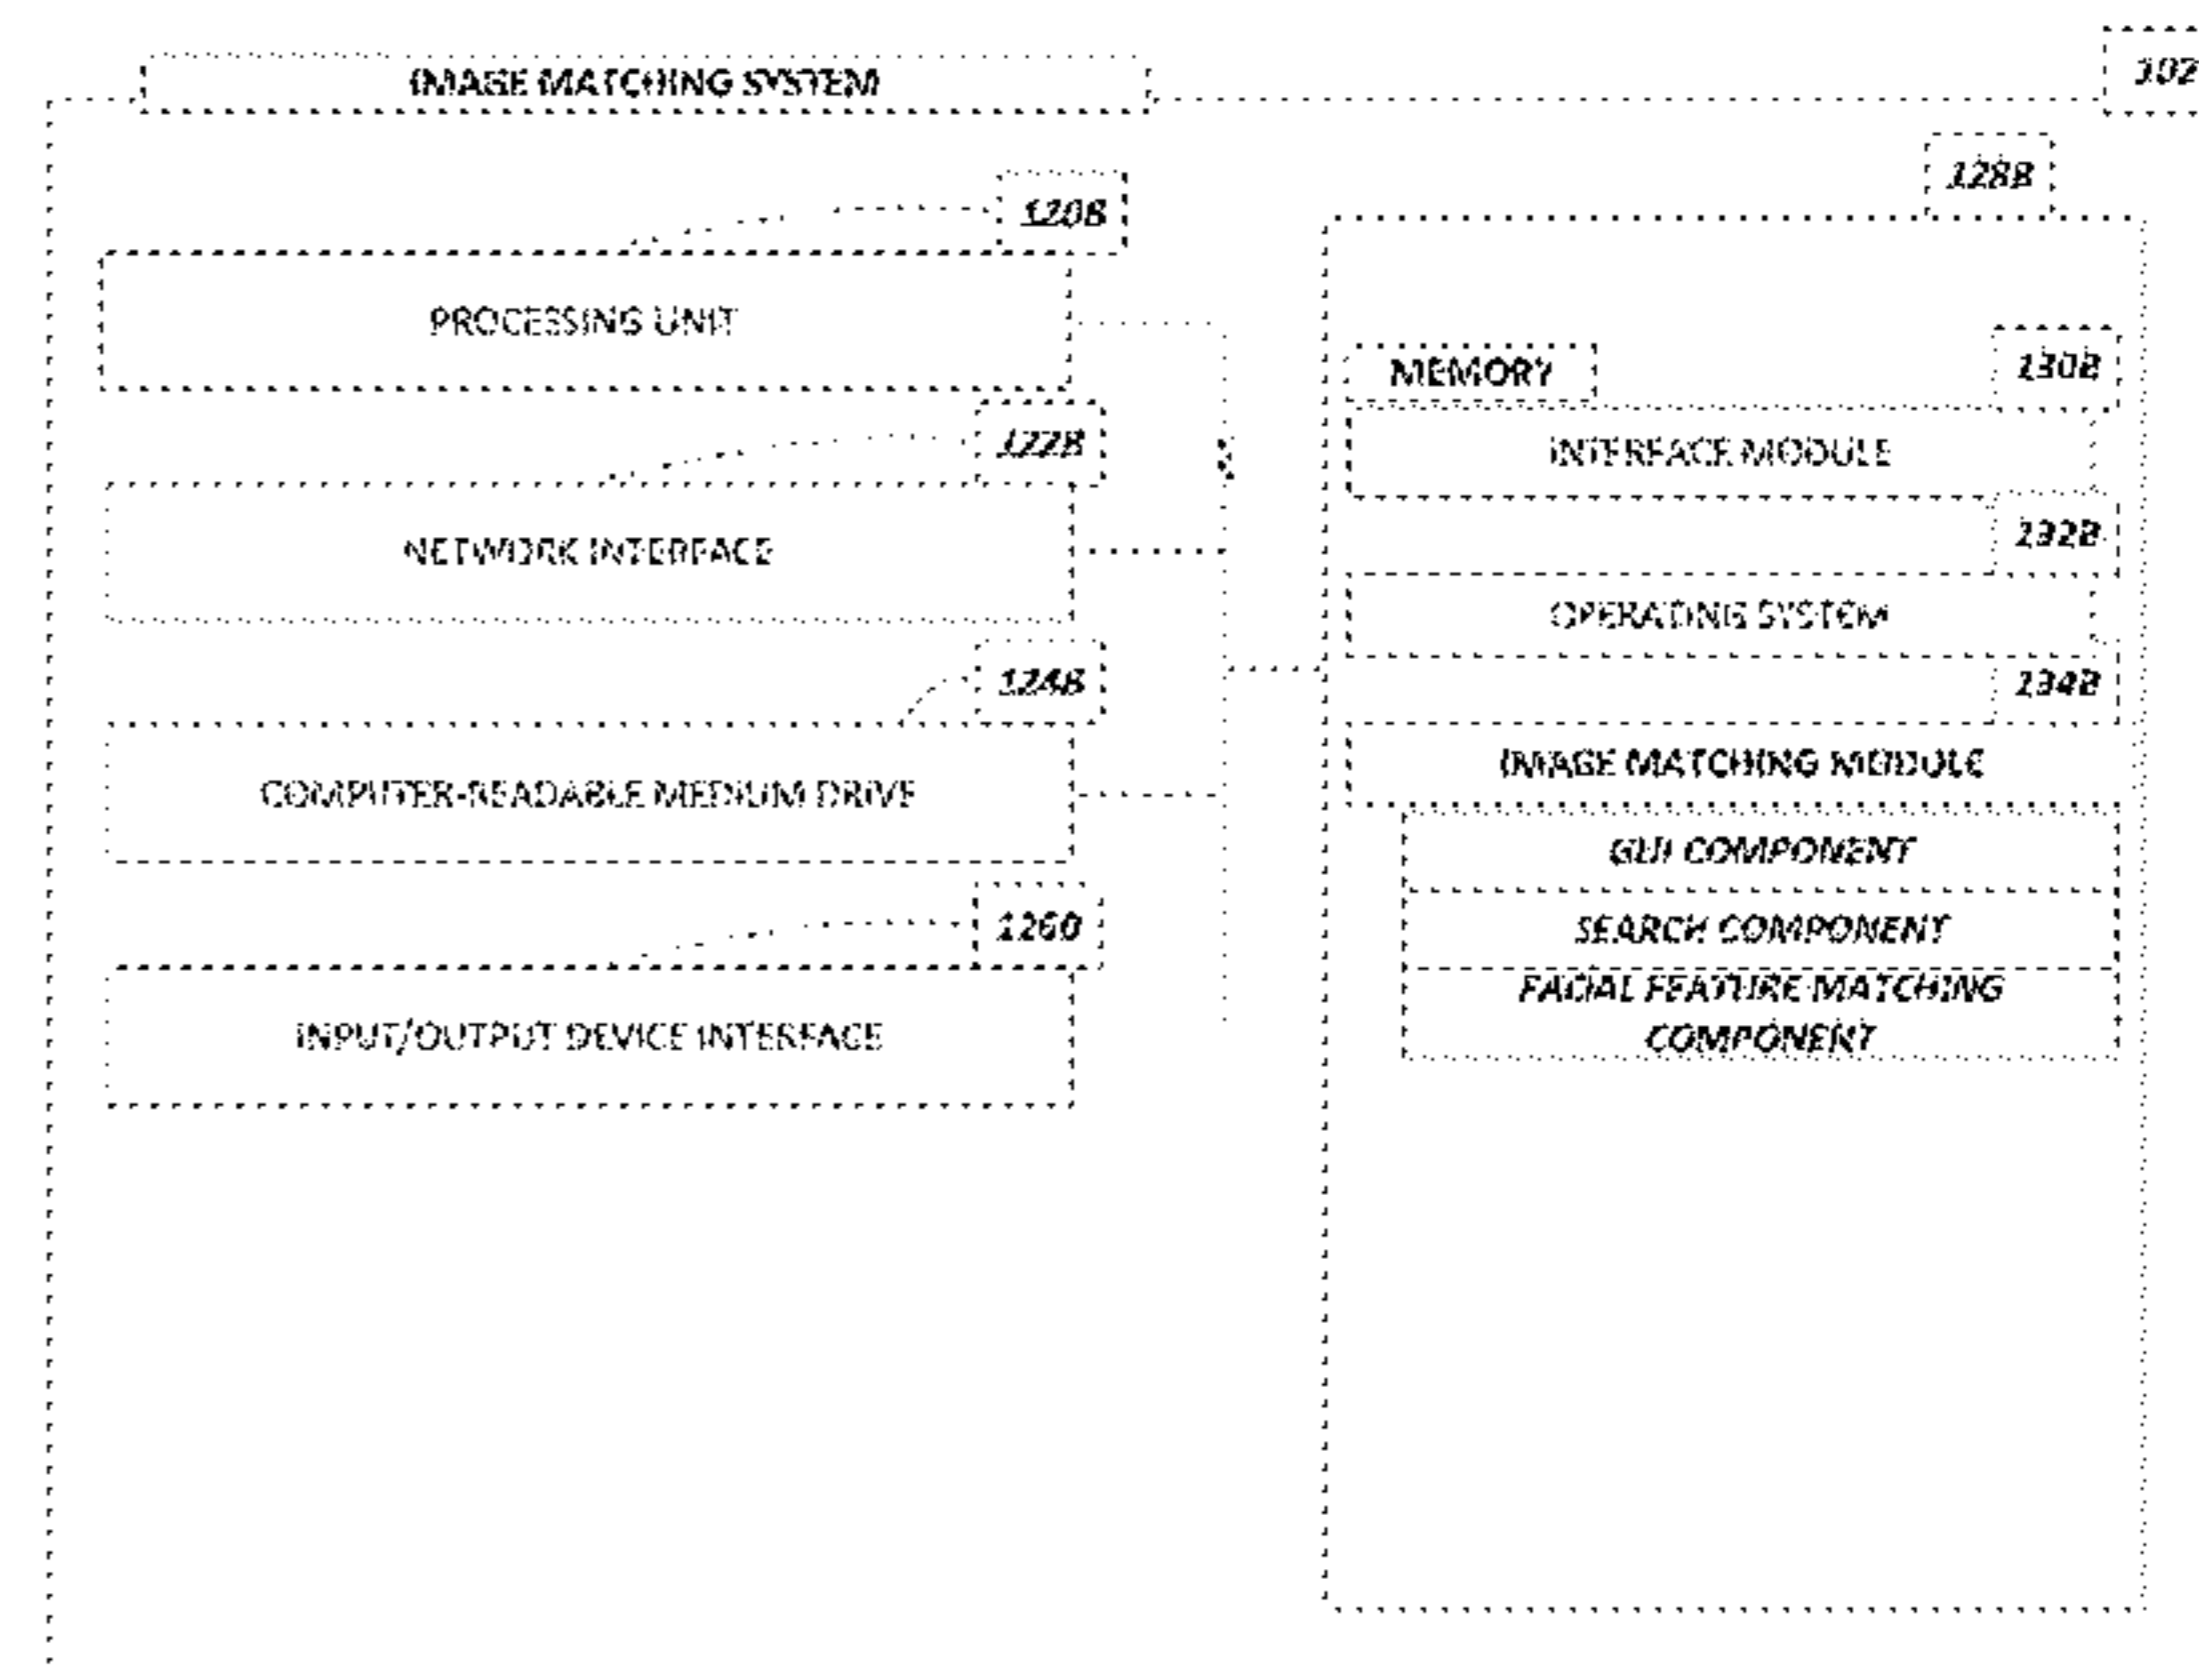 IMAGE MATCHING SYSTEM
102
128B
120B
PROCESSING UNIT
122B
NETWORK INTERFACE
124B
COMPUTER-READABLE MEDIUM DRIVE
126B
INPUT/OUTPUT DEVICE INTERFACE
MEMORY
130B
INTERFACE MODULE
132B
OPERATING SYSTEM
134B
IMAGE MATCHING MODULE
GUI COMPONENT
SEARCH COMPONENT
FACIAL FEATURE MATCHING
COMPONENT